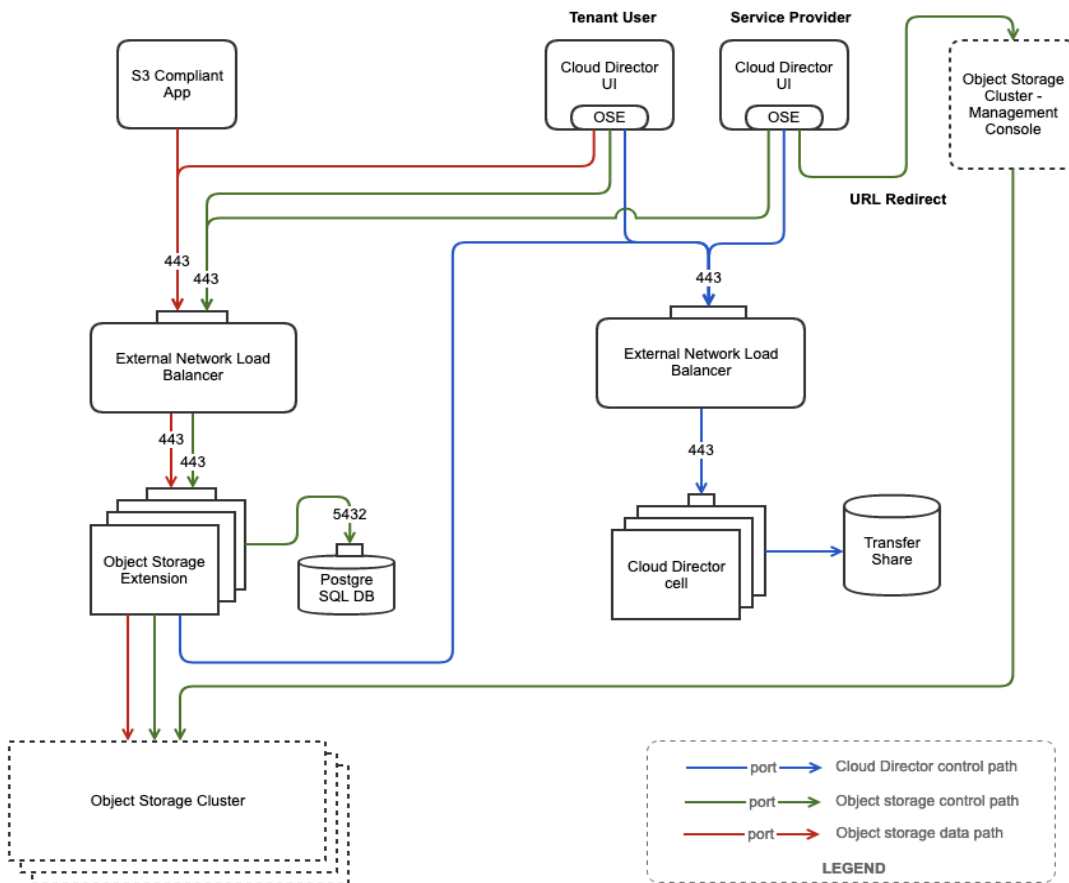 Tenant User
Service Provider
S3 Compliant
App
Cloud Director
UI
OSE
Cloud Director
UI
OSE
Object Storage
Cluster -
Management
Console
URL Redirect
443
443
443
External Network Load
Balancer
External Network Load
Balancer
443
443
443
5432
Object Storage
Extension
Postgre
SQL DB
Cloud Director
cell
Transfer
Share
Object Storage Cluster
port
Cloud Director control path
port
Object storage control path
port
Object storage data path
LEGEND